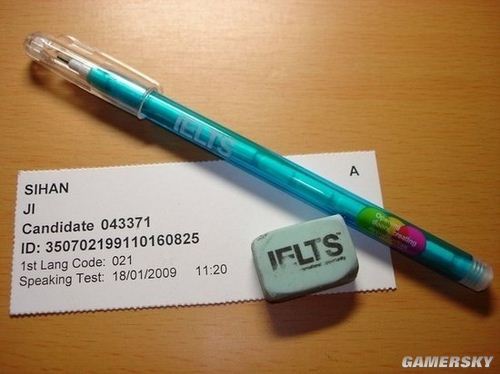 IELTS
SIHAN
A
JI
Candidate 043371
ID: 350702199110160825
1st Lang Code: 021
Speaking Test: 18/01/2009 11:20
IELTS
GAMERSKY